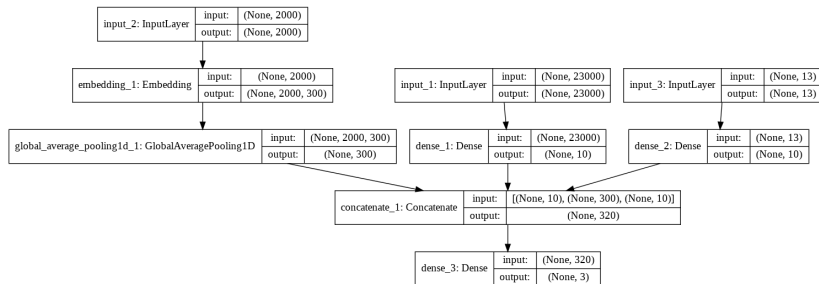 input_2: InputLayer
input: (None, 2000)
output: (None, 2000)
embedding_1: Embedding
input: (None, 2000)
output: (None, 2000, 300)
input_1: InputLayer
input: (None, 23000)
output: (None, 23000)
input_3: InputLayer
input: (None, 13)
output: (None, 13)
global_average_pooling1d_1: GlobalAveragePooling1D
input: (None, 2000, 300)
output: (None, 300)
dense_1: Dense
input: (None, 23000)
output: (None, 10)
dense_2: Dense
input: (None, 13)
output: (None, 10)
concatenate_1: Concatenate
input: [(None, 10), (None, 300), (None, 10)]
output: (None, 320)
dense_3: Dense
input: (None, 320)
output: (None, 3)